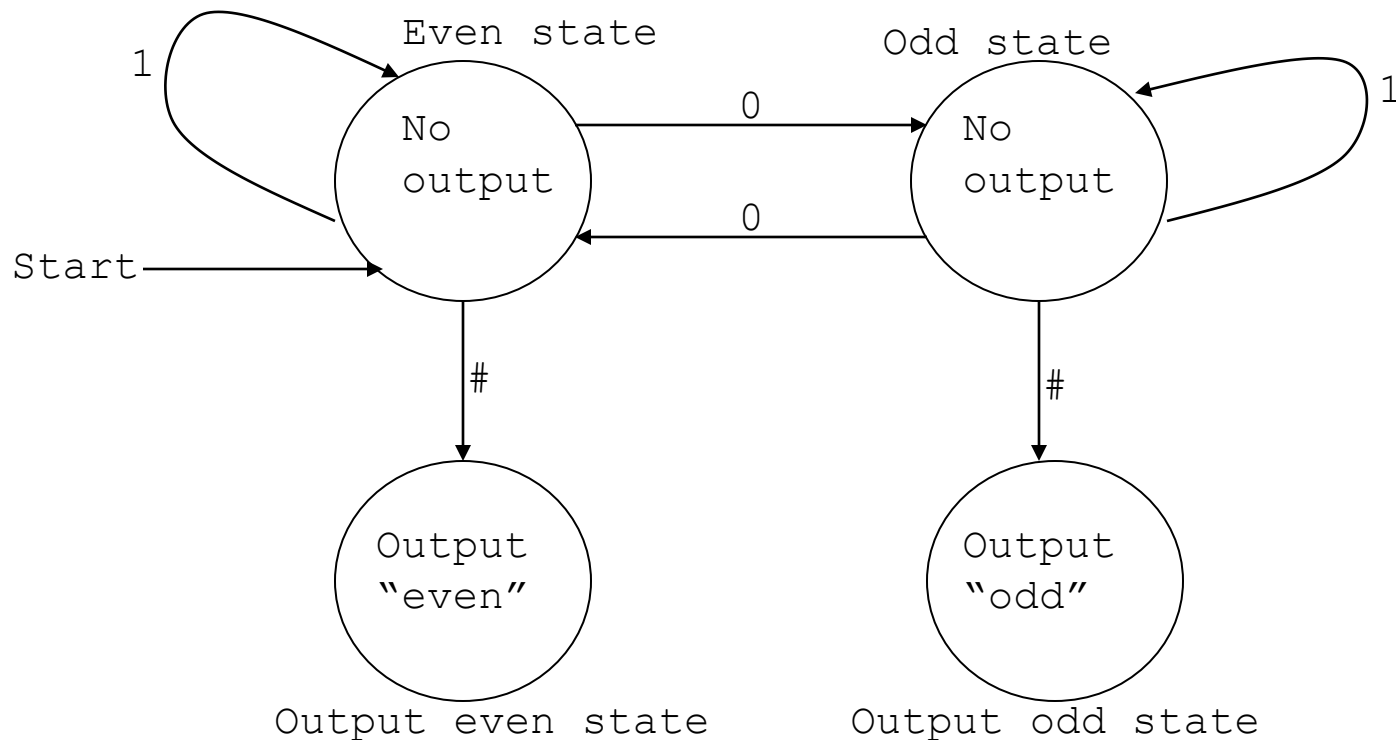 Even state
Odd state
1
1
0
No
output
No
output
0
Start
#
#
Output
“even”
Output
“odd”
Output even state
Output odd state